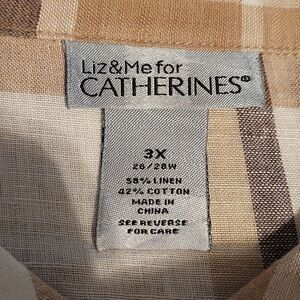 Liz&Me for
CATHERINES®
3X
26/28W
58% LINEN
42% COTTON
MADE IN
CHINA
SEE REVERSE
FOR CARE